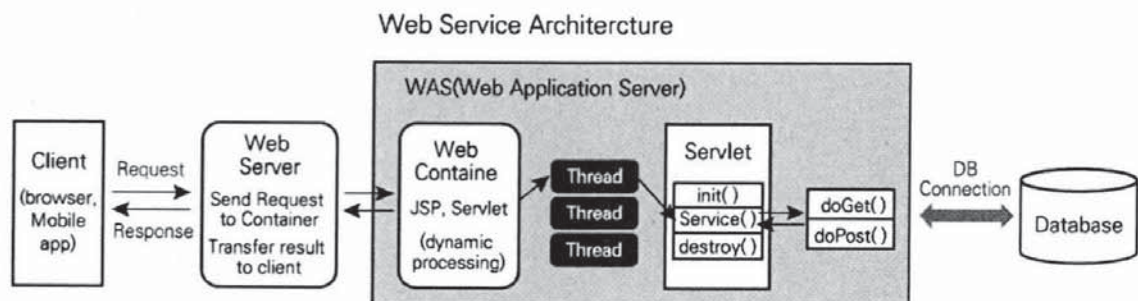 Web Service Architercture
WAS(Web Application Server)
Client
(browser,
Mobile
app)
Request
Response
Web
Server
Send Request
to Container
Transfer result
to client
Web
Containe
JSP, Servlet
(dynamic
processing)
Thread
Thread
Thread
Servlet
init( )
Service( )
destroy( )
doGet( )
doPost( )
DB
Connection
Database